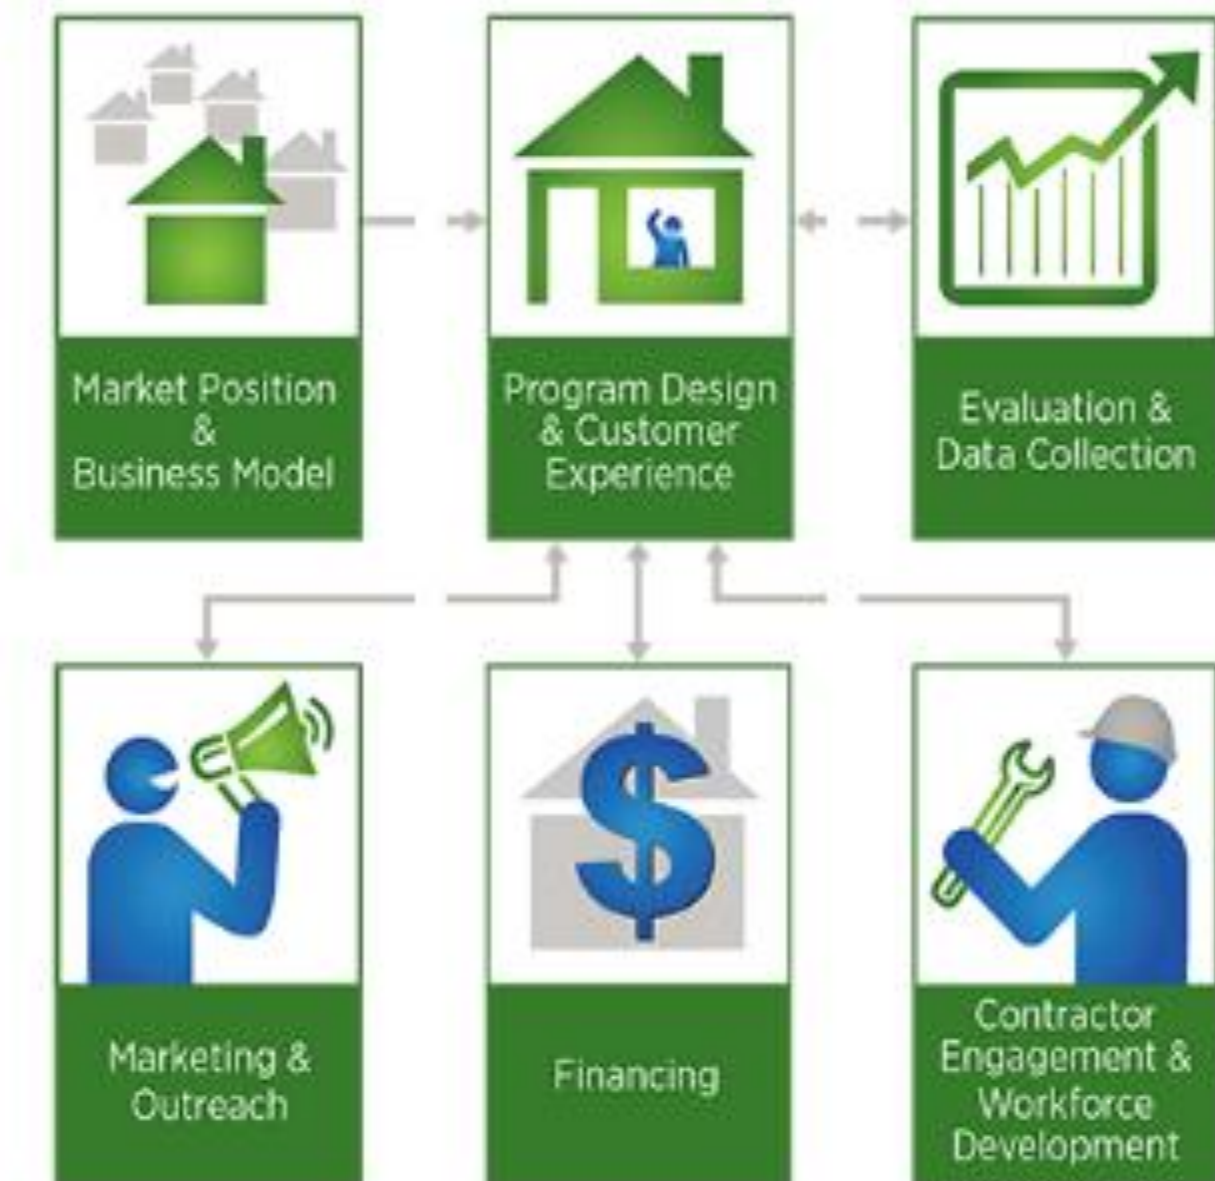 Market Position
&
Business Model
Program Design
& Customer
Experience
Evaluation &
Data Collection
Marketing &
Outreach
Financing
Contractor
Engagement &
Workforce
Development